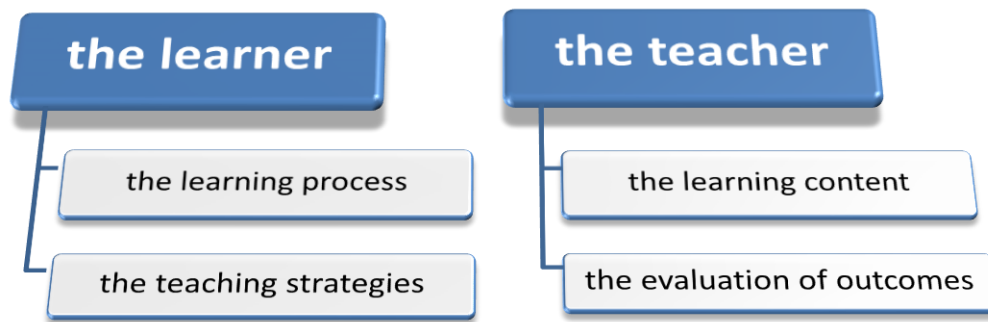 the learner
the learning process
the teaching strategies
the teacher
the learning content
the evaluation of outcomes